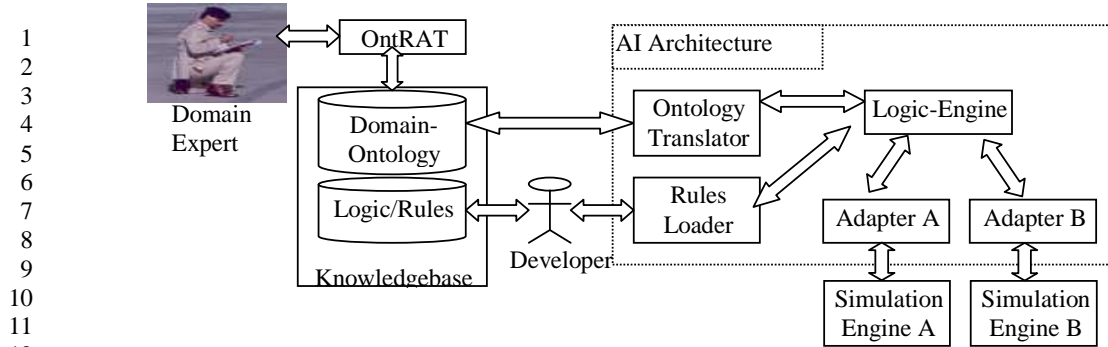 1
2
3
4
5
6
7
8
9
10
11
OntRAT
Domain
Expert
Domain-
Ontology
Logic/Rules
Knowledgebase
Developer
AI Architecture
Ontology
Translator
Logic-Engine
Rules
Loader
Adapter A
Adapter B
Simulation
Engine A
Simulation
Engine B